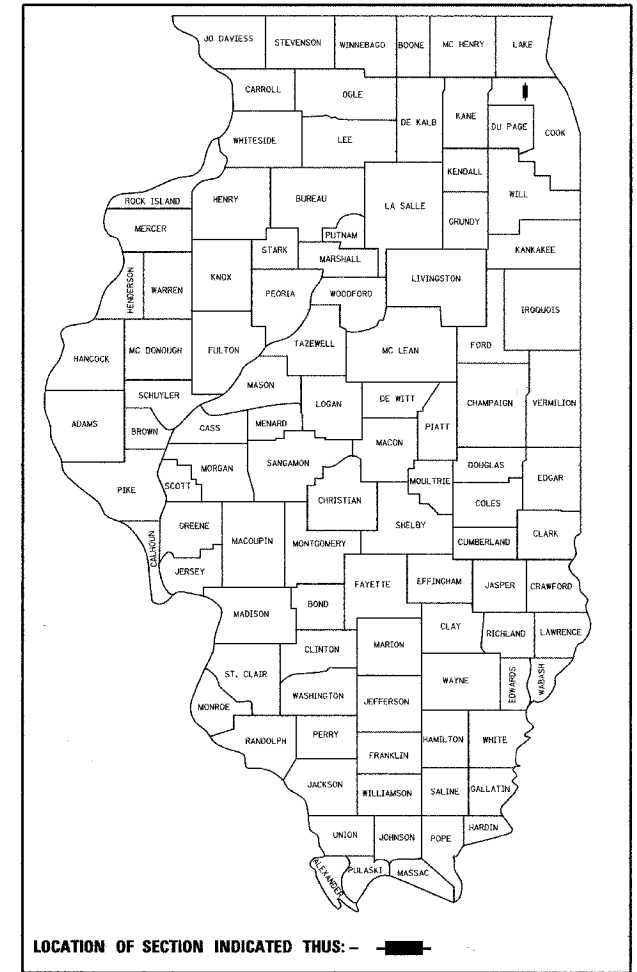 JO DAVIESS STEVENSON WINNEBAGO BOONE MC HENRY LAKE
CARROLL OGLE DE KALB KANE DU PAGE COOK
WHITESIDE LEE
KENDALL WILL
ROCK ISLAND HENRY BUREAU LA SALLE GRUNDY
MERCER PUTNAM
STARK MARSHALL KANKAKEE
HENDERSON WARREN KNOX PEORIA WOODFORD LIVINGSTON IROQUOIS
HANCOCK MC DONOUGH FULTON TAZEWELL MC LEAN FORD
SCHUYLER MASON LOGAN DE WITT CHAMPAIGN VERMILION
ADAMS BROWN CASS MENARD MACON PIATT
PIKE SCOTT MORGAN SANGAMON CHRISTIAN MOULTRIE DOUGLAS EDGAR
COLES
CALHOUN GREENE MACOUPIN MONTGOMERY SHELBY CUMBERLAND CLARK
JERSEY FAYETTE EFFINGHAM JASPER CRAWFORD
MADISON BOND
CLAY RICHLAND LAWRENCE
CLINTON MARION
ST. CLAIR WAYNE EDWARDS WABASH
WASHINGTON JEFFERSON
MONROE
RANDOLPH PERRY HAMILTON WHITE
FRANKLIN
JACKSON WILLIAMSON SALINE GALLATIN
UNION JOHNSON POPE HARDIN
ALEXANDER PULASKI MASSAC
LOCATION OF SECTION INDICATED THUS: -